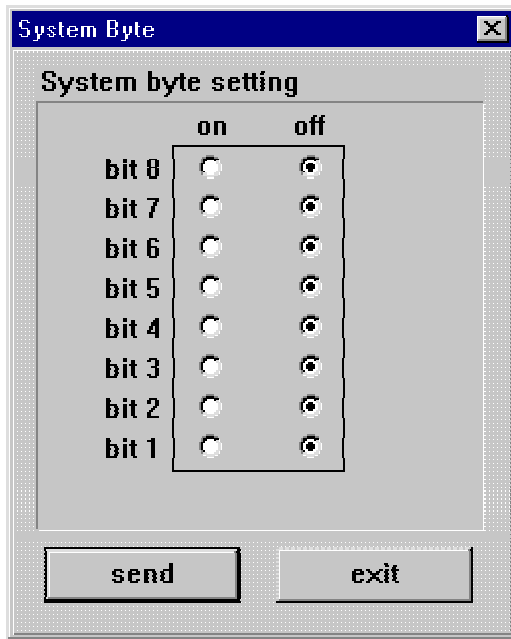 System Byte
System byte setting
on off
bit 8
bit 7
bit 6
bit 5
bit 4
bit 3
bit 2
bit 1
send exit